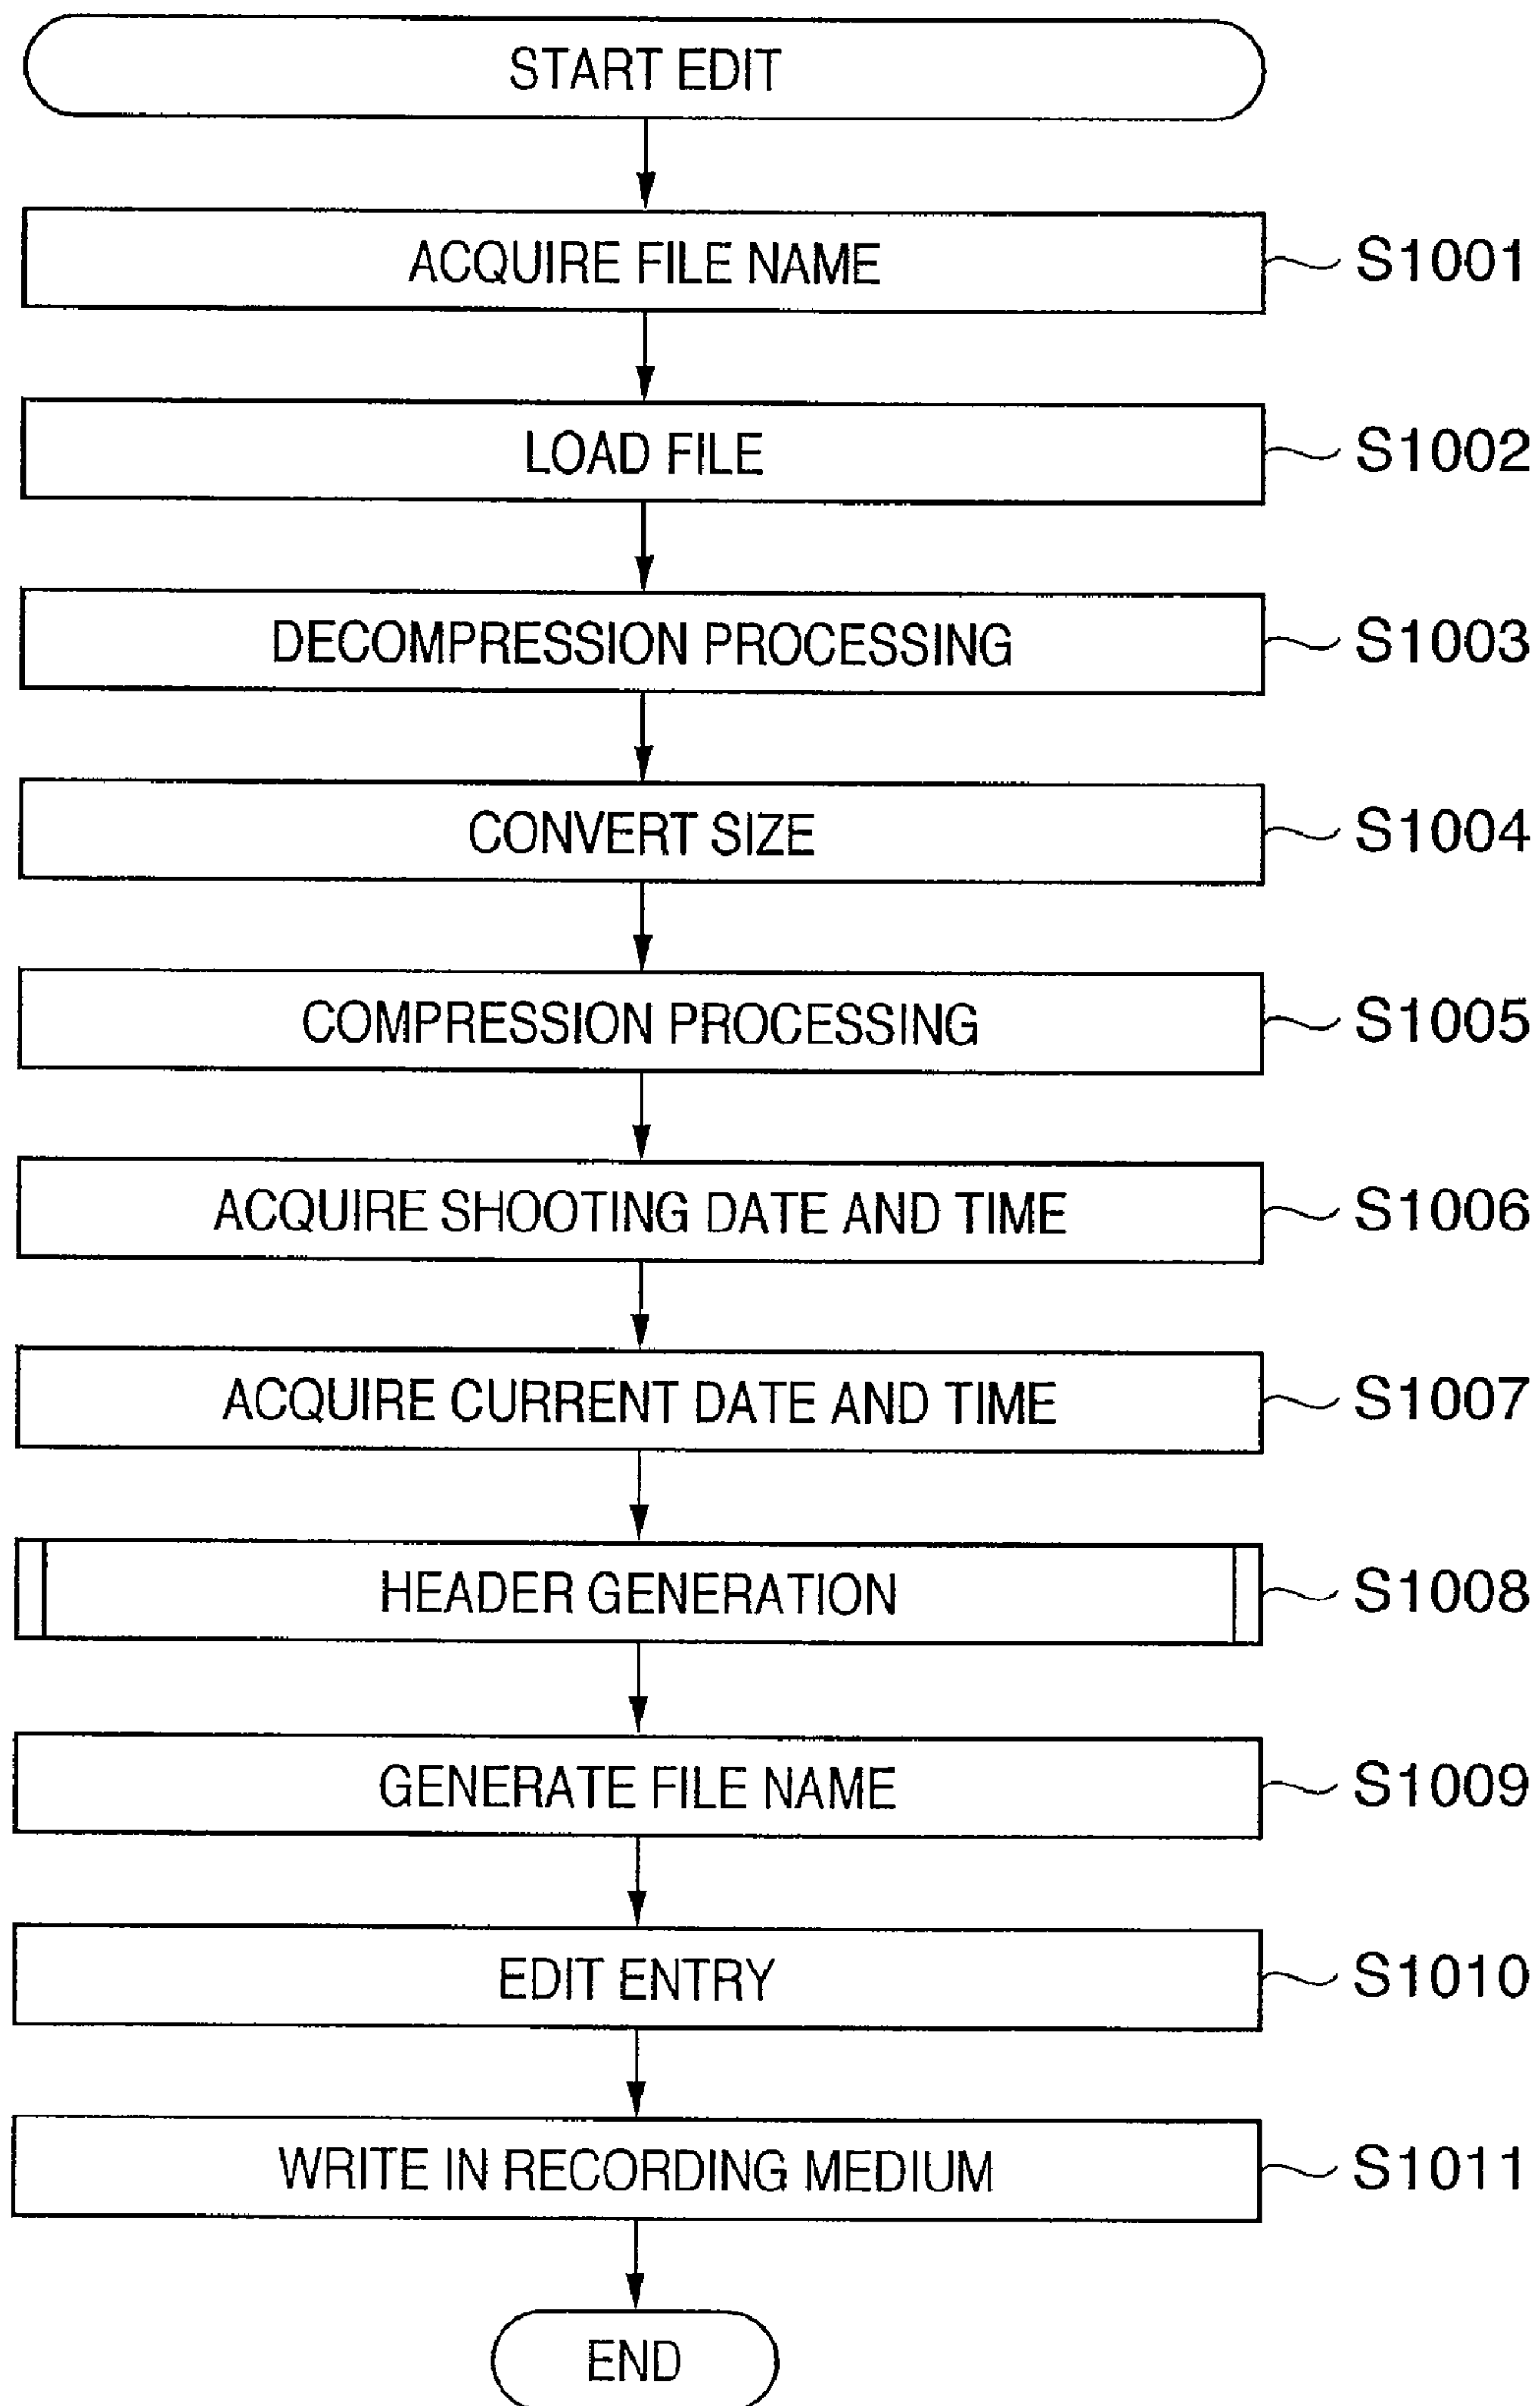 START EDIT
ACQUIRE FILE NAME S1001
LOAD FILE S1002
DECOMPRESSION PROCESSING S1003
CONVERT SIZE S1004
COMPRESSION PROCESSING S1005
ACQUIRE SHOOTING DATE AND TIME S1006
ACQUIRE CURRENT DATE AND TIME S1007
HEADER GENERATION S1008
GENERATE FILE NAME S1009
EDIT ENTRY S1010
WRITE IN RECORDING MEDIUM S1011
END